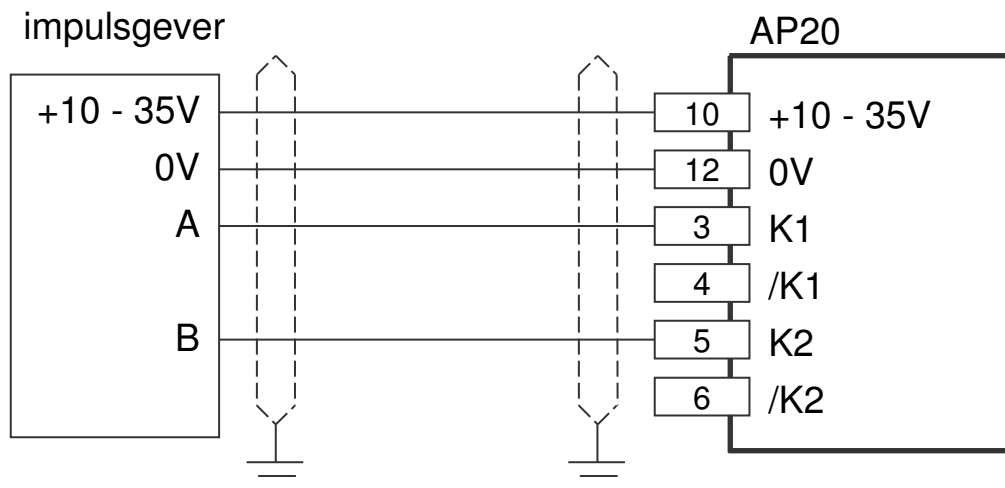 impulsgever
AP20
+10 - 35V
10
+10 - 35V
0V
12
0V
A
3
K1
4
/K1
B
5
K2
6
/K2